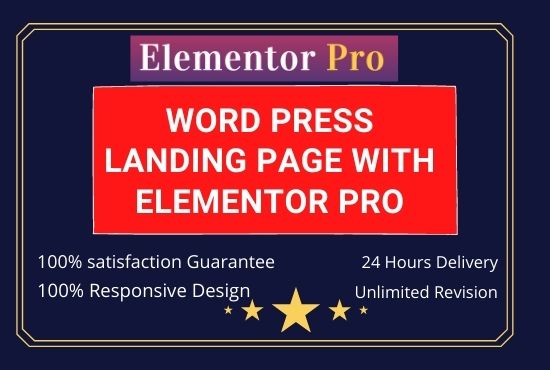 Elementor Pro
WORD PRESS
LANDING PAGE WITH
ELEMENTOR PRO
100% satisfaction Guarantee
24 Hours Delivery
100% Responsive Design
Unlimited Revision